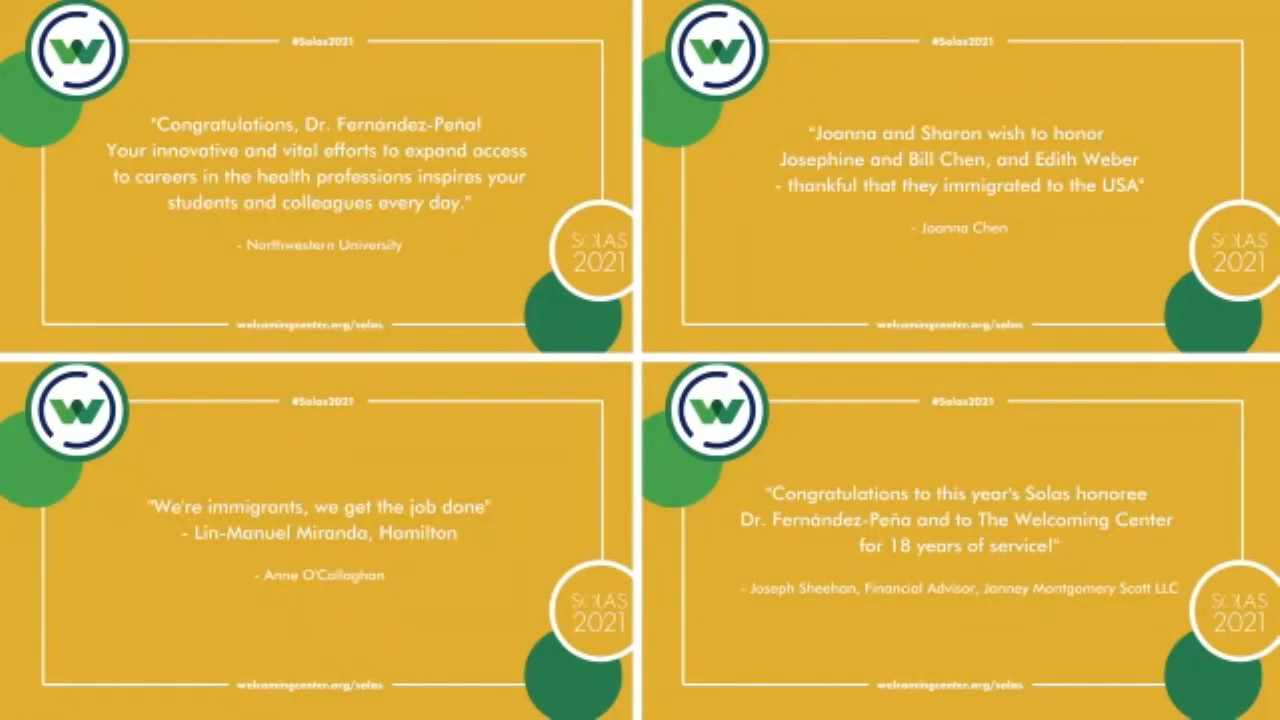 #Solas2021
"Congratulations, Dr. Fernández-Peña!
Your innovative and vital efforts to expand access
to careers in the health professions inspires your
students and colleagues every day."
- Northwestern University
SOLAS
2021
welcomingcenter.org/solas
#Solas2021
"Joanna and Sharon wish to honor
Josephine and Bill Chen, and Edith Weber
- thankful that they immigrated to the USA"
- Joanna Chen
SOLAS
2021
welcomingcenter.org/solas
#Solas2021
"We're immigrants, we get the job done"
- Lin-Manuel Miranda, Hamilton
- Anne O'Callaghan
SOLAS
2021
welcomingcenter.org/solas
#Solas2021
"Congratulations to this year's Solas honoree
Dr. Fernández-Peña and to The Welcoming Center
for 18 years of service!"
- Joseph Sheehan, Financial Advisor, Janney Montgomery Scott LLC
SOLAS
2021
welcomingcenter.org/solas